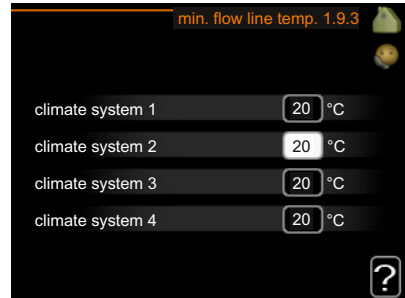 min. flow line temp. 1.9.3
climate system 1 20 °C
climate system 2 20 °C
climate system 3 20 °C
climate system 4 20 °C
?